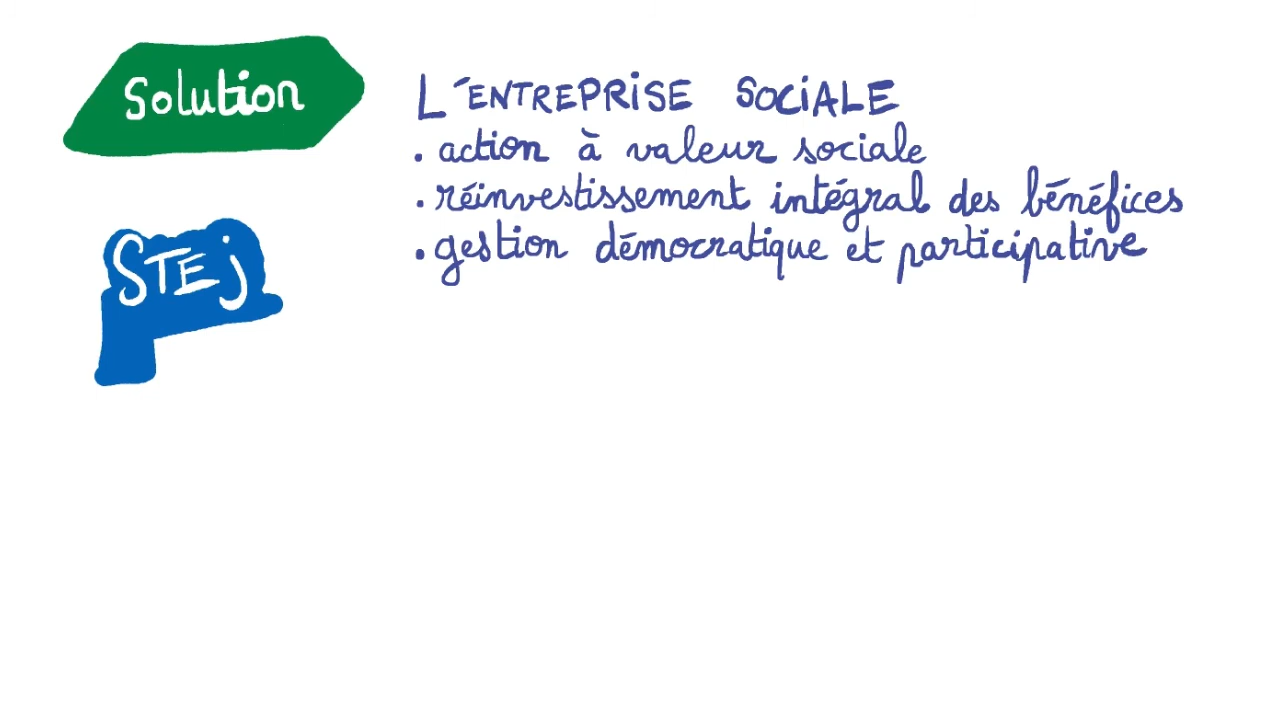 Solution
L'ENTREPRISE SOCIALE
. action à valeur sociale
. réinvestissement intégral des bénéfices
. gestion démocratique et participative
STEj